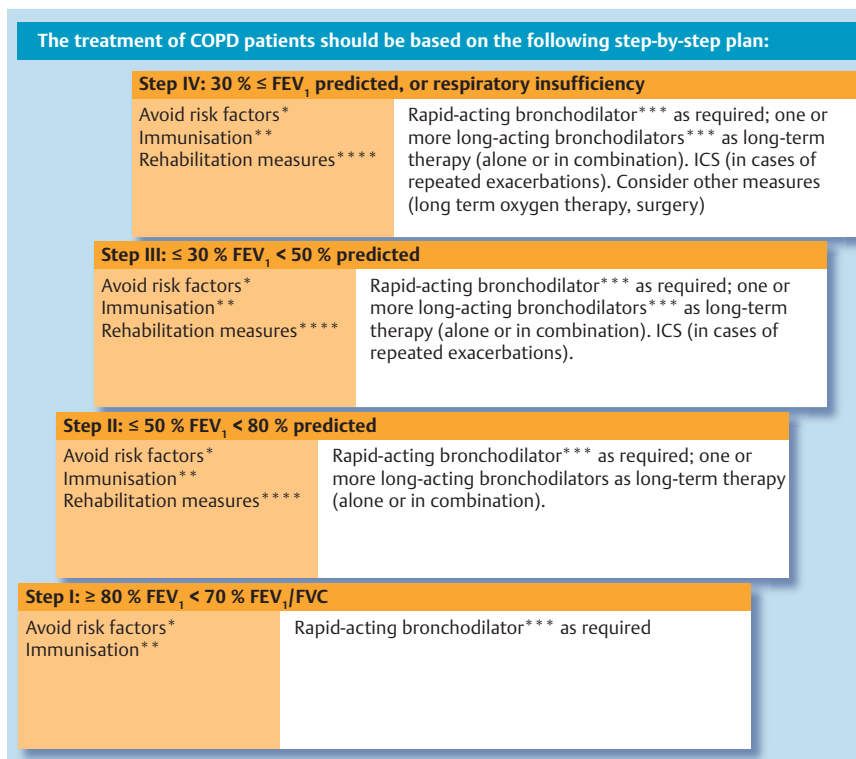 The treatment of COPD patients should be based on the following step-by-step plan:
Step IV: 30 % ≤ FEV₁ predicted, or respiratory insufficiency
Avoid risk factors*
Immunisation**
Rehabilitation measures****
Rapid-acting bronchodilator*** as required; one or
more long-acting bronchodilators*** as long-term
therapy (alone or in combination). ICS (in cases of
repeated exacerbations). Consider other measures
(long term oxygen therapy, surgery)
Step III: ≤ 30 % FEV₁ < 50 % predicted
Avoid risk factors*
Immunisation**
Rehabilitation measures****
Rapid-acting bronchodilator*** as required; one or
more long-acting bronchodilators*** as long-term
therapy (alone or in combination). ICS (in cases of
repeated exacerbations).
Step II: ≤ 50 % FEV₁ < 80 % predicted
Avoid risk factors*
Immunisation**
Rehabilitation measures****
Rapid-acting bronchodilator*** as required; one or
more long-acting bronchodilators as long-term therapy
(alone or in combination).
Step I: ≥ 80 % FEV₁ < 70 % FEV₁/FVC
Avoid risk factors*
Immunisation**
Rapid-acting bronchodilator*** as required